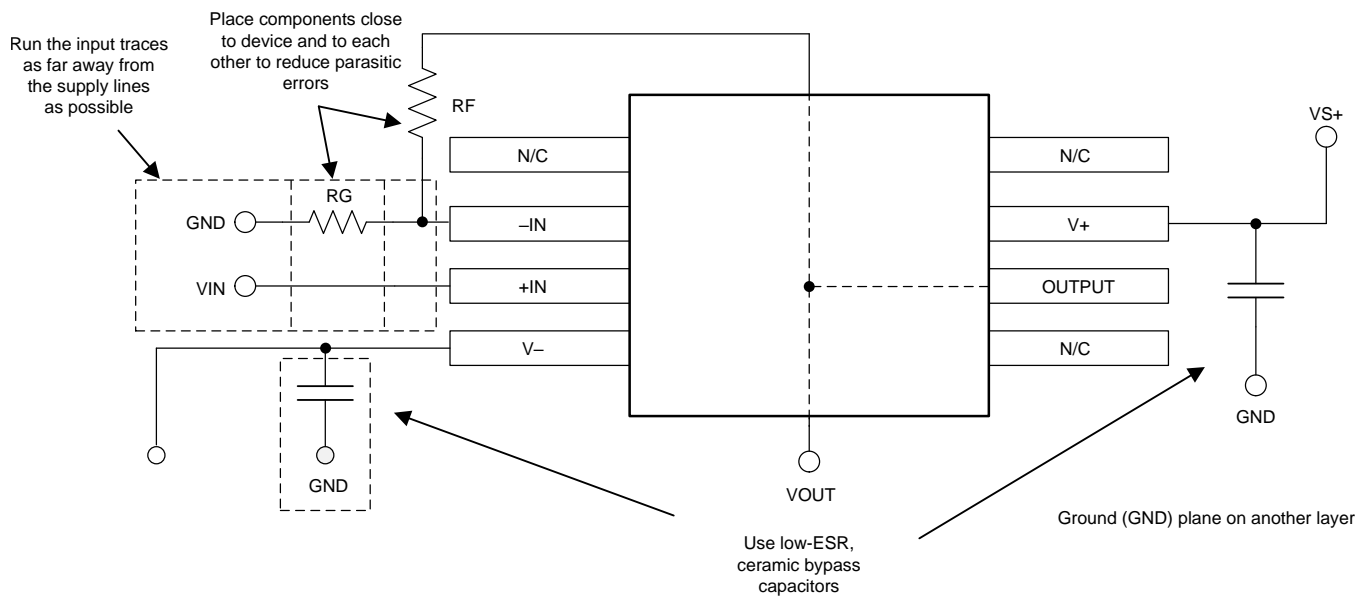 Place components close
to device and to each
other to reduce parasitic
errors
Run the input traces
as far away from
the supply lines
as possible
RF
VS+
N/C
N/C
RG
GND
–IN
V+
VIN
+IN
OUTPUT
V–
N/C
GND
GND
VOUT
Ground (GND) plane on another layer
Use low-ESR,
ceramic bypass
capacitors